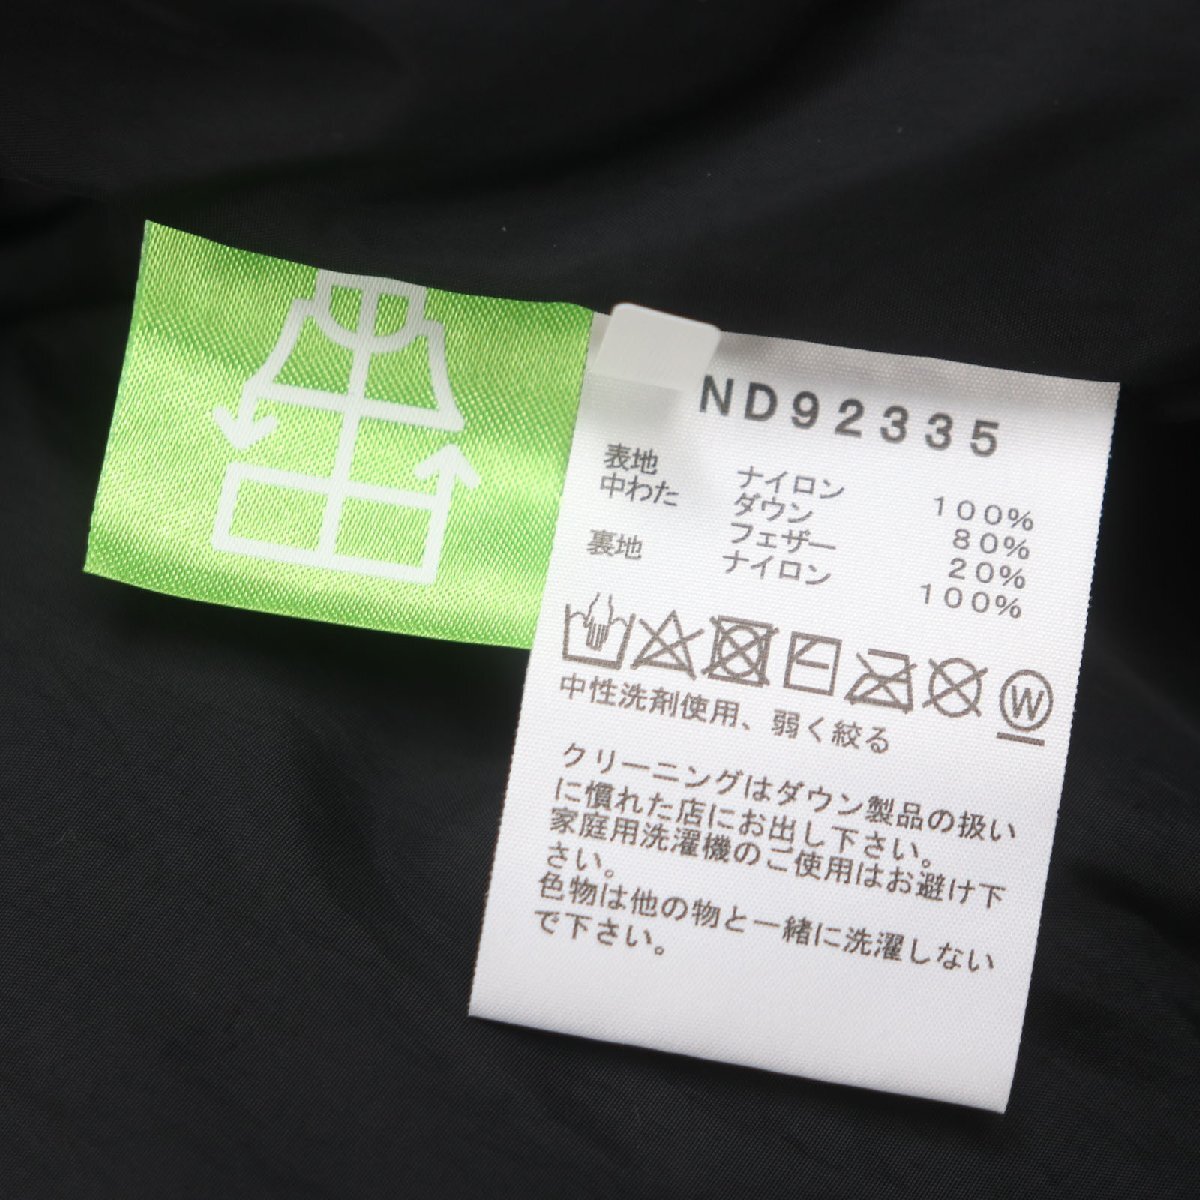 ND92335
表地 ナイロン 100%
中わた ダウン 80%
フェザー 20%
裏地 ナイロン 100%
W
中性洗剤使用、弱く絞る
クリーニングはダウン製品の扱い
に慣れた店にお出し下さい。
家庭用洗濯機のご使用はお避け下
さい。
色物は他の物と一緒に洗濯しない
で下さい。